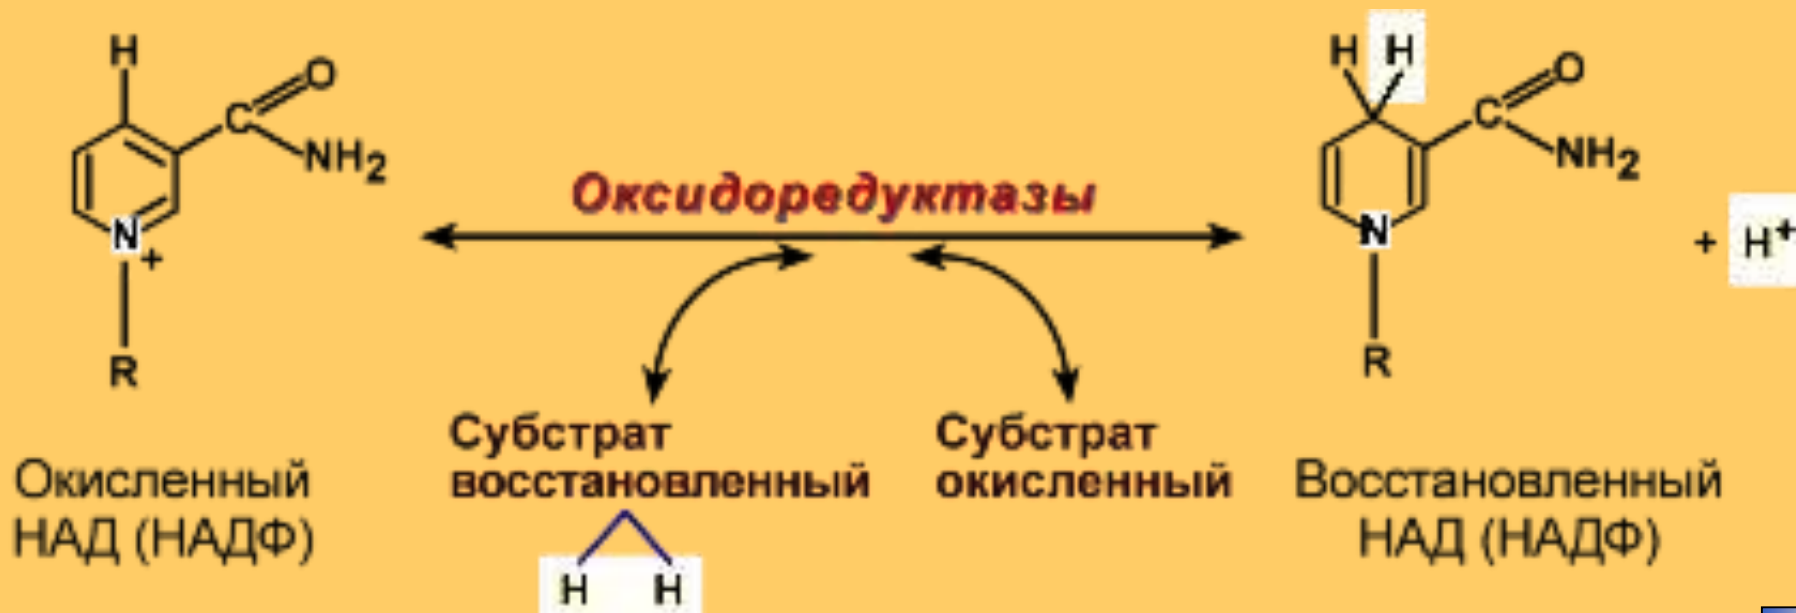 H
O
C
NH2
N
+
R
Окисленный
НАД (НАДФ)
Оксидоредуктазы
Субстрат
восстановленный
H H
Субстрат
окисленный
H H
O
C
NH2
N
R
+ H+
Восстановленный
НАД (НАДФ)